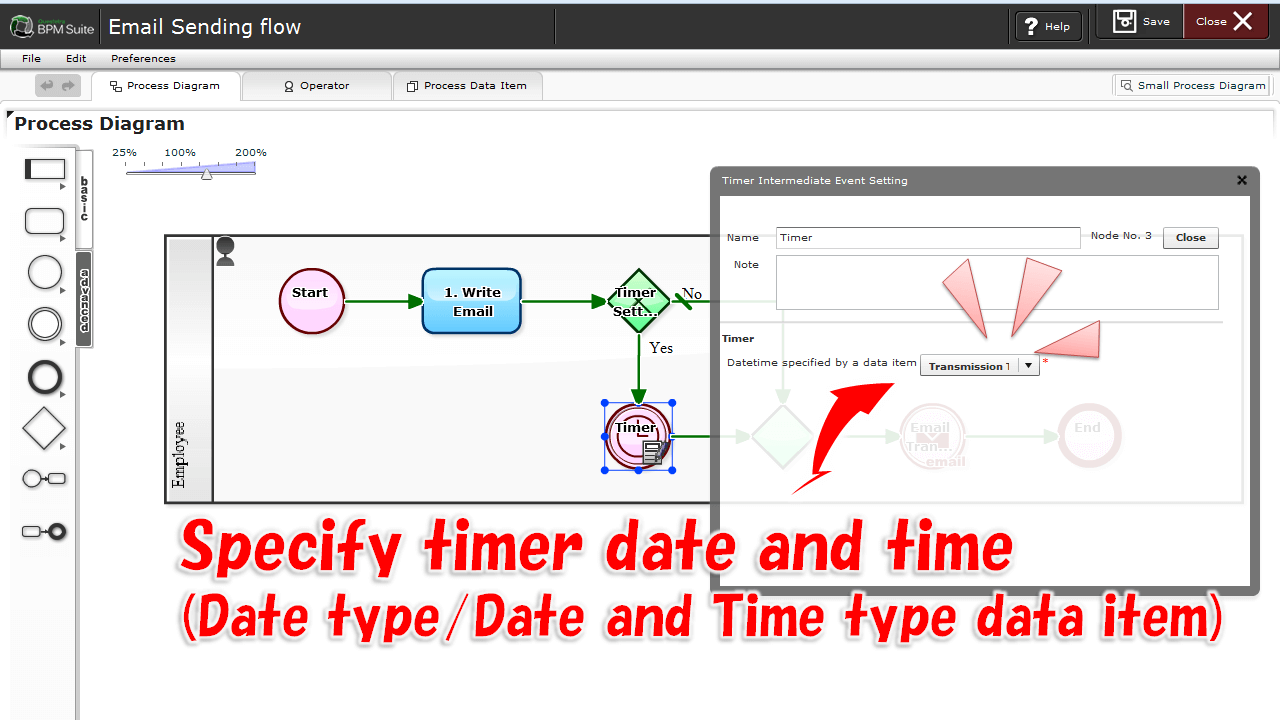 Questetra
BPM Suite
Email Sending flow
Help
Save
Close
File Edit Preferences
Process Diagram
Operator
Process Data Item
Small Process Diagram
Process Diagram
25% 100% 200%
basic
advanced
Employee
Start
1. Write
Email
Timer
Sett...
No
Yes
Timer
Email
Tran...
email
End
Timer Intermediate Event Setting
Name Timer Node No. 3 Close
Note
Timer
Datetime specified by a data item Transmission *
Specify timer date and time
(Date type/Date and Time type data item)